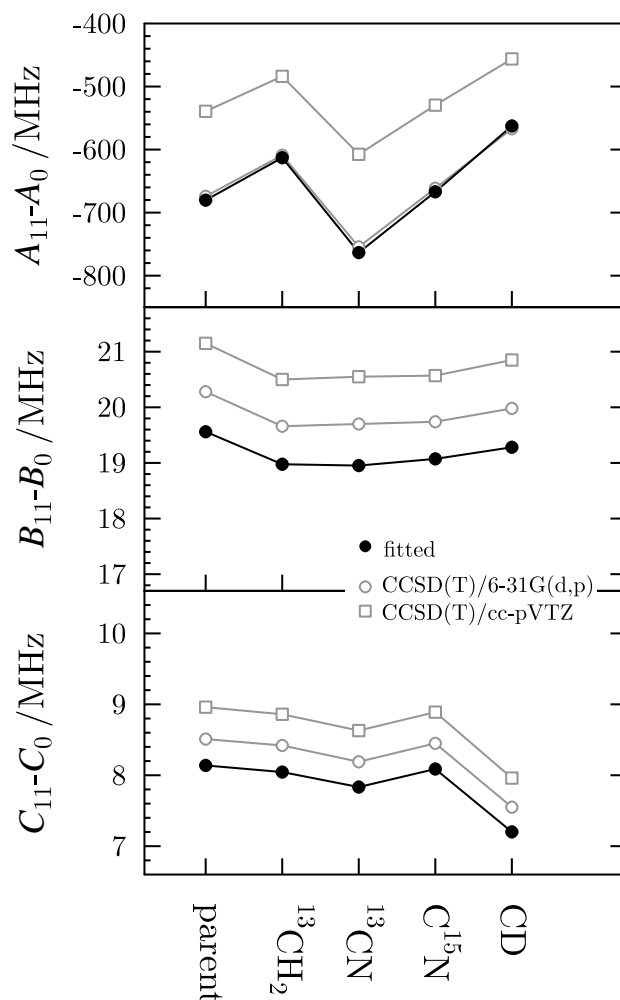 -400
-500
-600
-700
-800
A₁₁-A₀ /MHz
21
20
19
18
17
B₁₁-B₀ /MHz
fitted
CCSD(T)/6-31G(d,p)
CCSD(T)/cc-pVTZ
10
9
8
7
C₁₁-C₀ /MHz
parent
¹³CH₂
¹³CN
C¹⁵N
CD